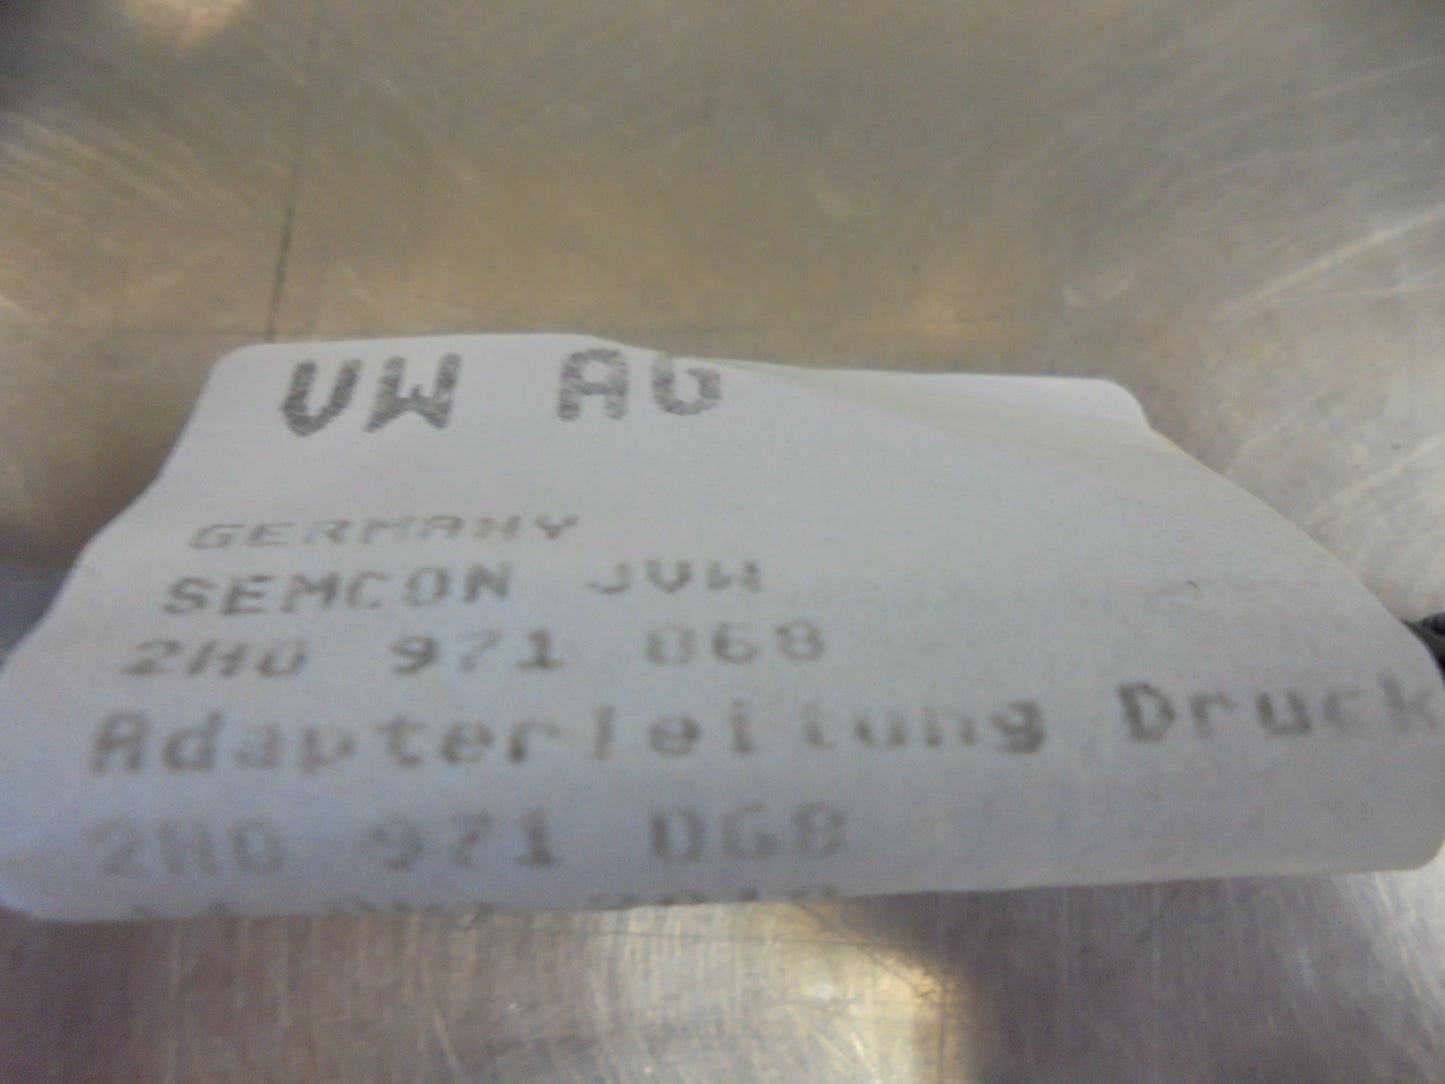 VW AG
GERMANY
SEMCON JVW
2H0 971 068
Adapterleitung Druck
2H0 971 068